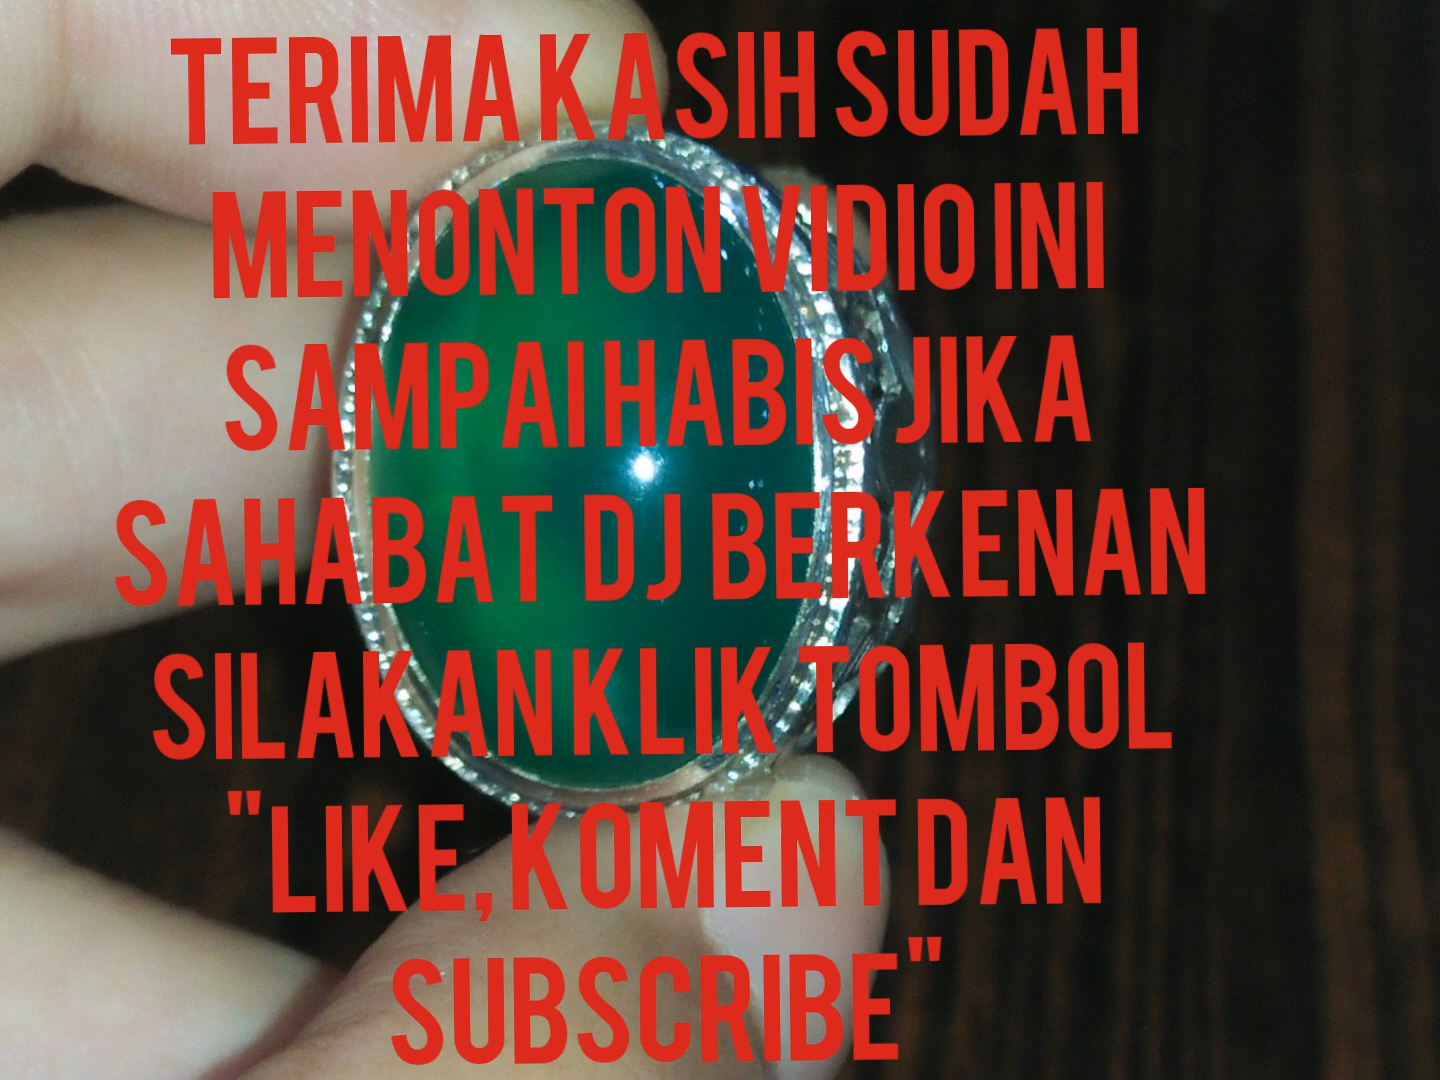 TERIMA KASIH SUDAH
MENONTON VIDIO INI
SAMPAI HABIS JIKA
SAHABAT DJ BERKENAN
SILAKAN KLIK TOMBOL
"LIKE, KOMENT DAN
SUBSCRIBE"